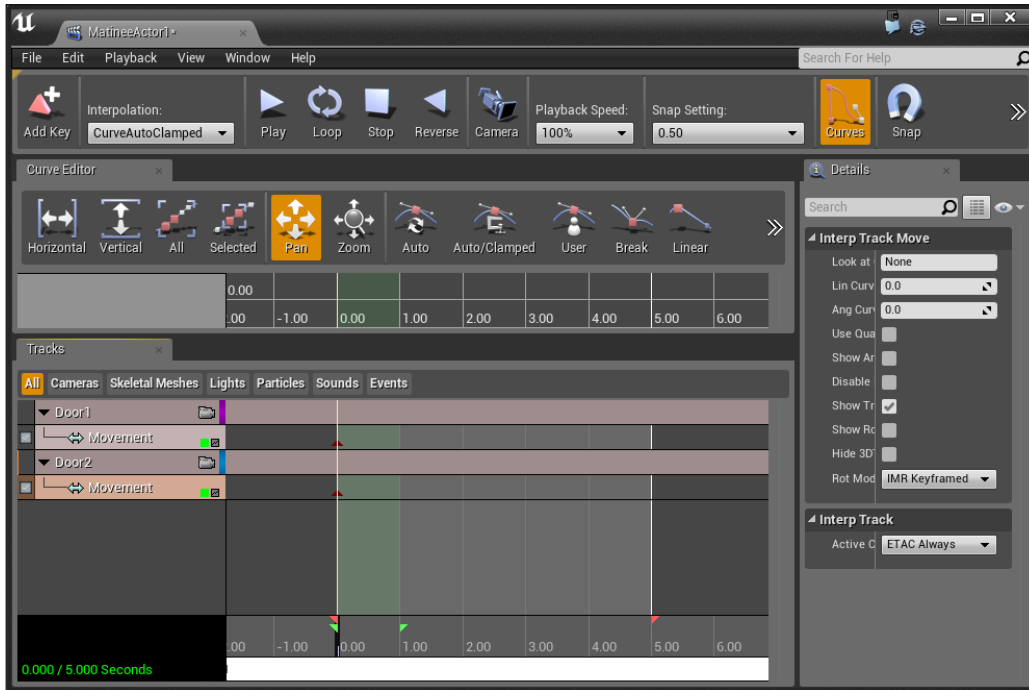 MatineeActor1*
File Edit Playback View Window Help
Search For Help
Add Key
Interpolation:
CurveAutoClamped
Play Loop Stop Reverse Camera
Playback Speed:
100%
Snap Setting:
0.50
Curves Snap
Curve Editor
Horizontal Vertical All Selected Pan Zoom Auto Auto/Clamped User Break Linear
0.00
.00 -1.00 0.00 1.00 2.00 3.00 4.00 5.00 6.00
Tracks
All Cameras Skeletal Meshes Lights Particles Sounds Events
Door1
Movement
Door2
Movement
.00 -1.00 0.00 1.00 2.00 3.00 4.00 5.00 6.00
0.000 / 5.000 Seconds
Details
Search
Interp Track Move
Look at None
Lin Curv 0.0
Ang Cur 0.0
Use Qua
Show Ar
Disable
Show Tr
Show Ro
Hide 3D
Rot Mod IMR Keyframed
Interp Track
Active C ETAC Always